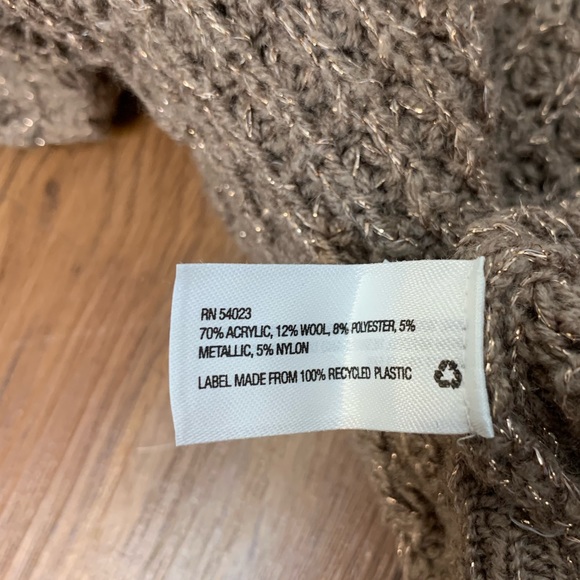 RN 54023
70% ACRYLIC, 12% WOOL, 8% POLYESTER, 5%
METALLIC, 5% NYLON
LABEL MADE FROM 100% RECYCLED PLASTIC